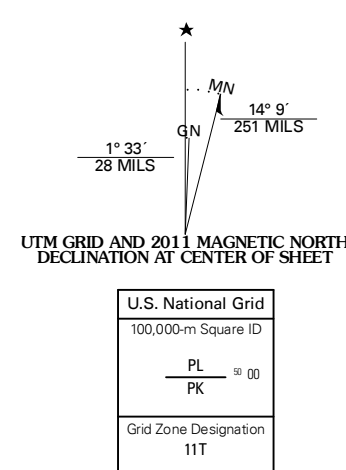 ★
MN
GN
14° 9´
251 MILS
1° 33´
28 MILS
UTM GRID AND 2011 MAGNETIC NORTH
DECLINATION AT CENTER OF SHEET
U.S. National Grid
100,000-m Square ID
PL
50 00
PK
Grid Zone Designation
11T